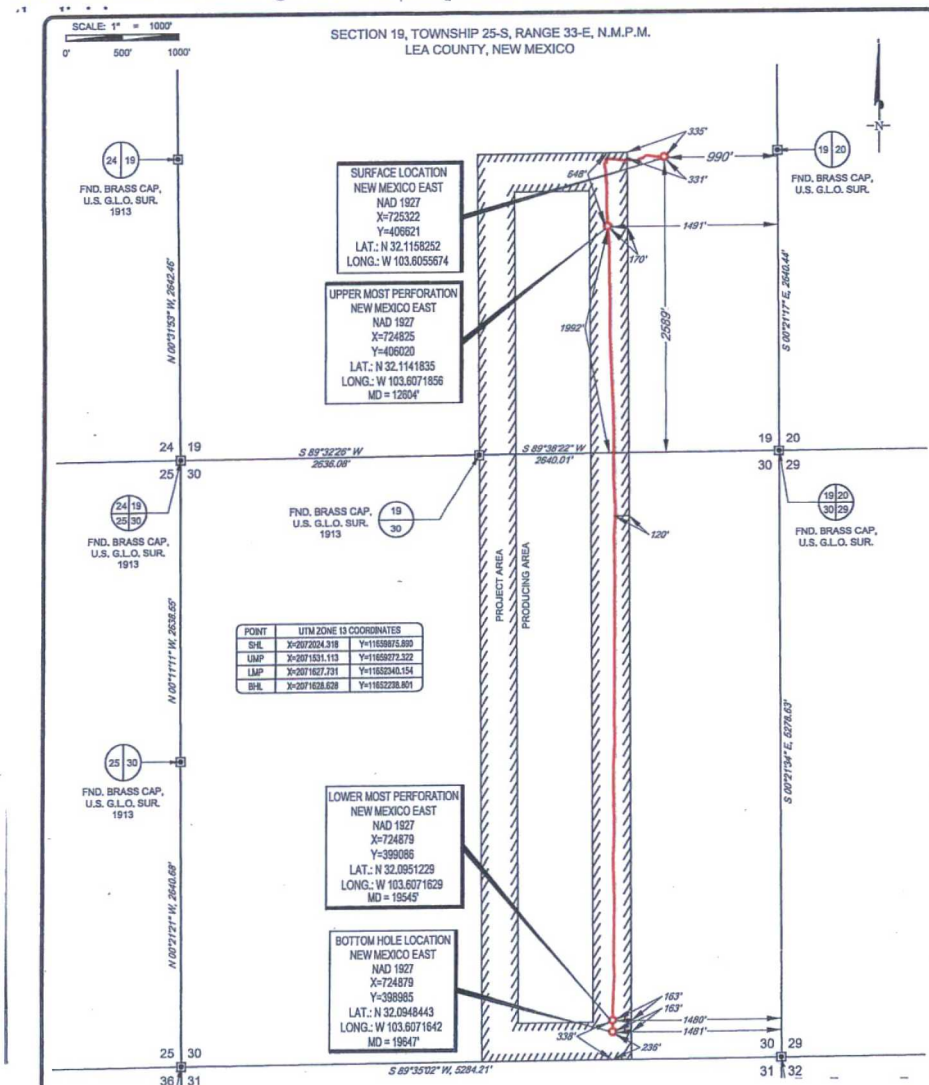 SCALE: 1" = 1000'
0' 500' 1000'
SECTION 19, TOWNSHIP 25-S, RANGE 33-E, N.M.P.M.
LEA COUNTY, NEW MEXICO
N
24 19
FND. BRASS CAP,
U.S. G.L.O. SUR.
1913
19 20
FND. BRASS CAP,
U.S. G.L.O. SUR.
335'
990'
331'
648'
1491'
170'
1992'
2589'
SURFACE LOCATION
NEW MEXICO EAST
NAD 1927
X=725322
Y=406621
LAT.: N 32.1158252
LONG.: W 103.6055674
UPPER MOST PERFORATION
NEW MEXICO EAST
NAD 1927
X=724825
Y=406020
LAT.: N 32.1141835
LONG.: W 103.6071856
MD = 12604'
N 00°31'53" W, 2642.46'
S 00°21'17" E, 2640.44'
24 19
25 30
S 89°32'26" W
2636.08'
S 89°38'22" W
2640.01'
19 20
30 29
24 19
25 30
FND. BRASS CAP,
U.S. G.L.O. SUR.
1913
FND. BRASS CAP,
U.S. G.L.O. SUR.
1913
19
30
19 20
30 29
FND. BRASS CAP,
U.S. G.L.O. SUR.
120'
PROJECT AREA
PRODUCING AREA
N 00°11'11" W, 2638.55'
POINT UTM ZONE 13 COORDINATES
SHL X=2072024.318 Y=11659875.890
UMP X=2071531.113 Y=11659272.322
LMP X=2071627.731 Y=11652340.154
BHL X=2071628.628 Y=11652238.801
S 00°21'34" E, 5278.63'
25 30
FND. BRASS CAP,
U.S. G.L.O. SUR.
1913
LOWER MOST PERFORATION
NEW MEXICO EAST
NAD 1927
X=724879
Y=399086
LAT.: N 32.0951229
LONG.: W 103.6071629
MD = 19545'
N 00°21'21" W, 2640.68'
BOTTOM HOLE LOCATION
NEW MEXICO EAST
NAD 1927
X=724879
Y=398985
LAT.: N 32.0948443
LONG.: W 103.6071642
MD = 19647'
163'
163'
1480'
1481'
338'
236'
25 30
36 31
S 89°35'02" W, 5284.21'
30 29
31 32